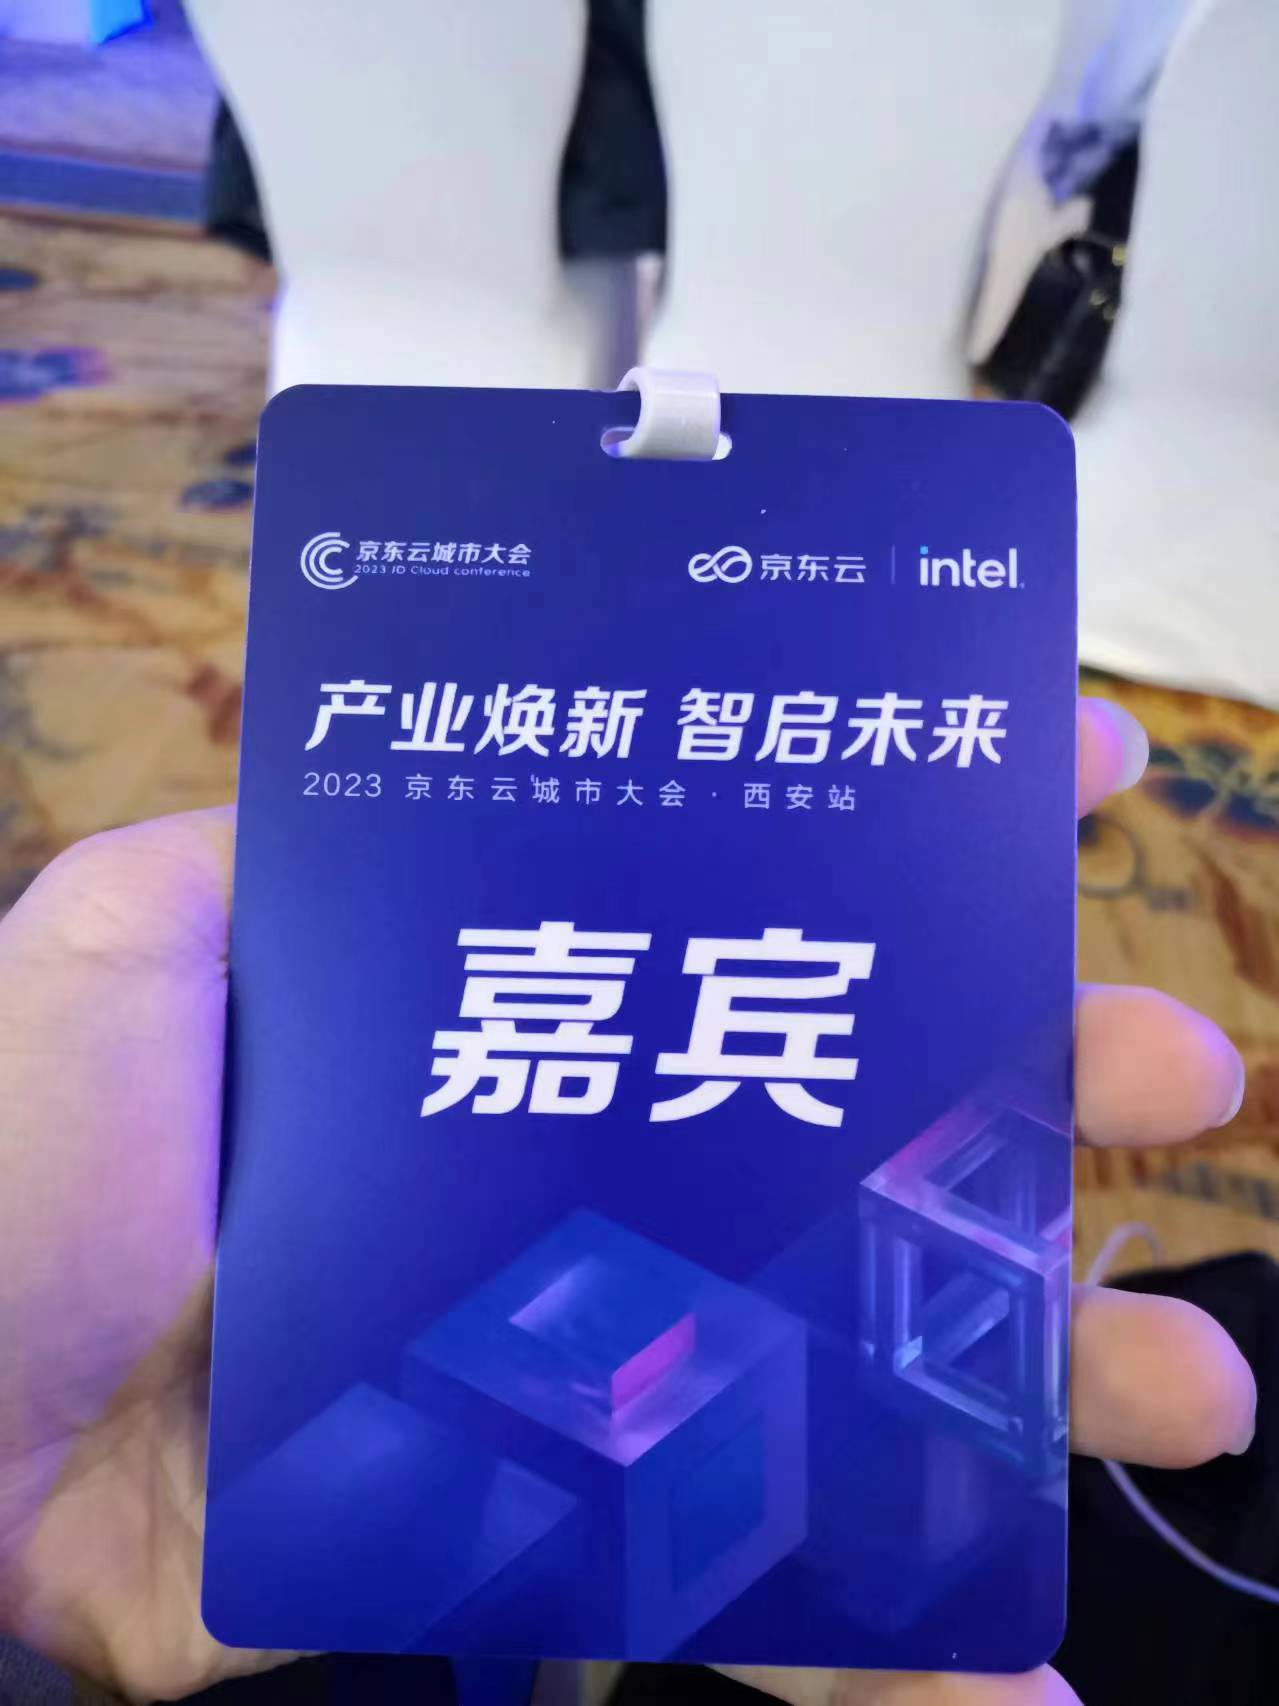 京东云城市大会
2023 JD Cloud conference
京东云 | intel
产业焕新 智启未来
2023 京东云城市大会·西安站
嘉宾